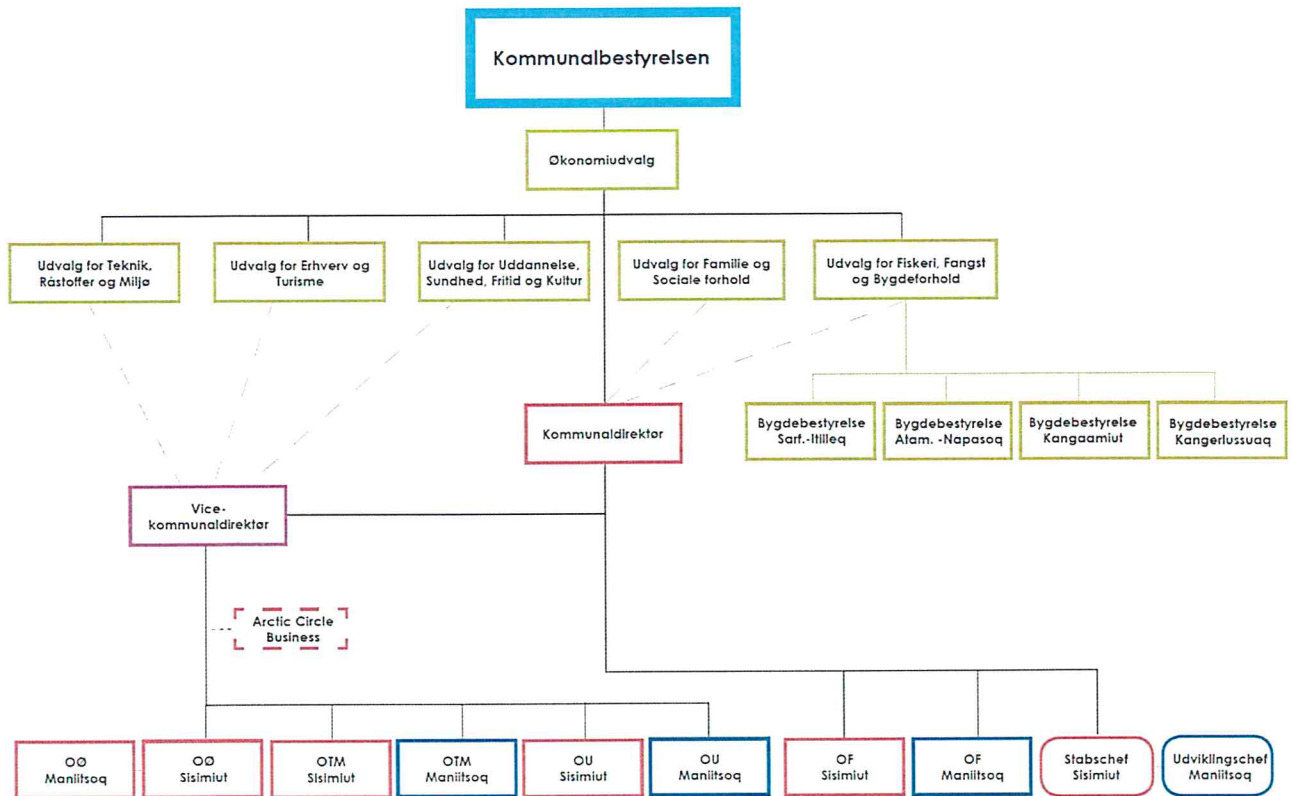 Kommunalbestyrelsen
Økonomiudvalg
Udvalg for Teknik,
Råstoffer og Miljø
Udvalg for Erhverv og
Turisme
Udvalg for Uddannelse,
Sundhed, Fritid og Kultur
Udvalg for Familie og
Sociale forhold
Udvalg for Fiskeri, Fangst
og Bygdeforhold
Kommunaldirektør
Bygdebestyrelse
Sarf.-Itilleq
Bygdebestyrelse
Atam. -Napasoq
Bygdebestyrelse
Kangaamiut
Bygdebestyrelse
Kangerlussuaq
Vice-
kommunaldirektør
Arctic Circle
Business
OØ
Maniitsoq
OØ
Sisimiut
OTM
Sisimiut
OTM
Maniitsoq
OU
Sisimiut
OU
Maniitsoq
OF
Sisimiut
OF
Maniitsoq
Stabschef
Sisimiut
Udviklingschef
Maniitsoq